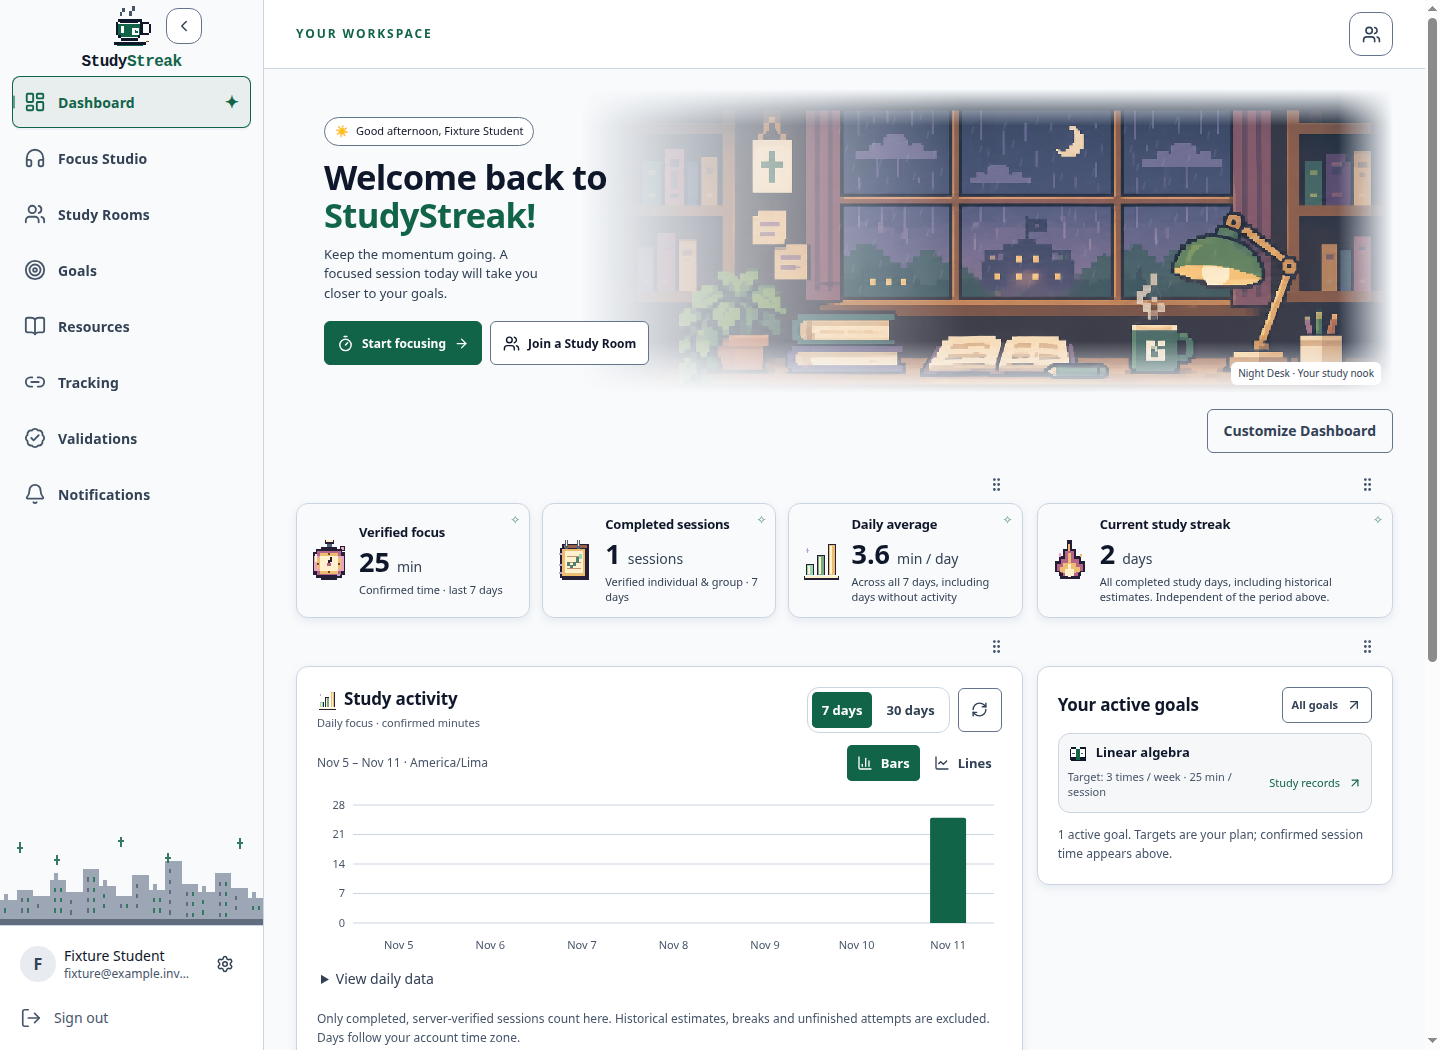 StudyStreak
Dashboard
Focus Studio
Study Rooms
Goals
Resources
Tracking
Validations
Notifications
F
Fixture Student
fixture@example.inv...
Sign out
YOUR WORKSPACE
Good afternoon, Fixture Student
Welcome back to
StudyStreak!
Keep the momentum going. A
focused session today will take you
closer to your goals.
Start focusing
Join a Study Room
Night Desk · Your study nook
Customize Dashboard
Verified focus
25 min
Confirmed time · last 7 days
Completed sessions
1 sessions
Verified individual & group · 7
days
Daily average
3.6 min / day
Across all 7 days, including
days without activity
Current study streak
2 days
All completed study days, including historical
estimates. Independent of the period above.
Study activity
Daily focus · confirmed minutes
7 days
30 days
Nov 5 – Nov 11 · America/Lima
Bars
Lines
28
21
14
7
0
Nov 5
Nov 6
Nov 7
Nov 8
Nov 9
Nov 10
Nov 11
View daily data
Only completed, server-verified sessions count here. Historical estimates, breaks and unfinished attempts are excluded.
Days follow your account time zone.
Your active goals
All goals
Linear algebra
Target: 3 times / week · 25 min /
session
Study records
1 active goal. Targets are your plan; confirmed session
time appears above.